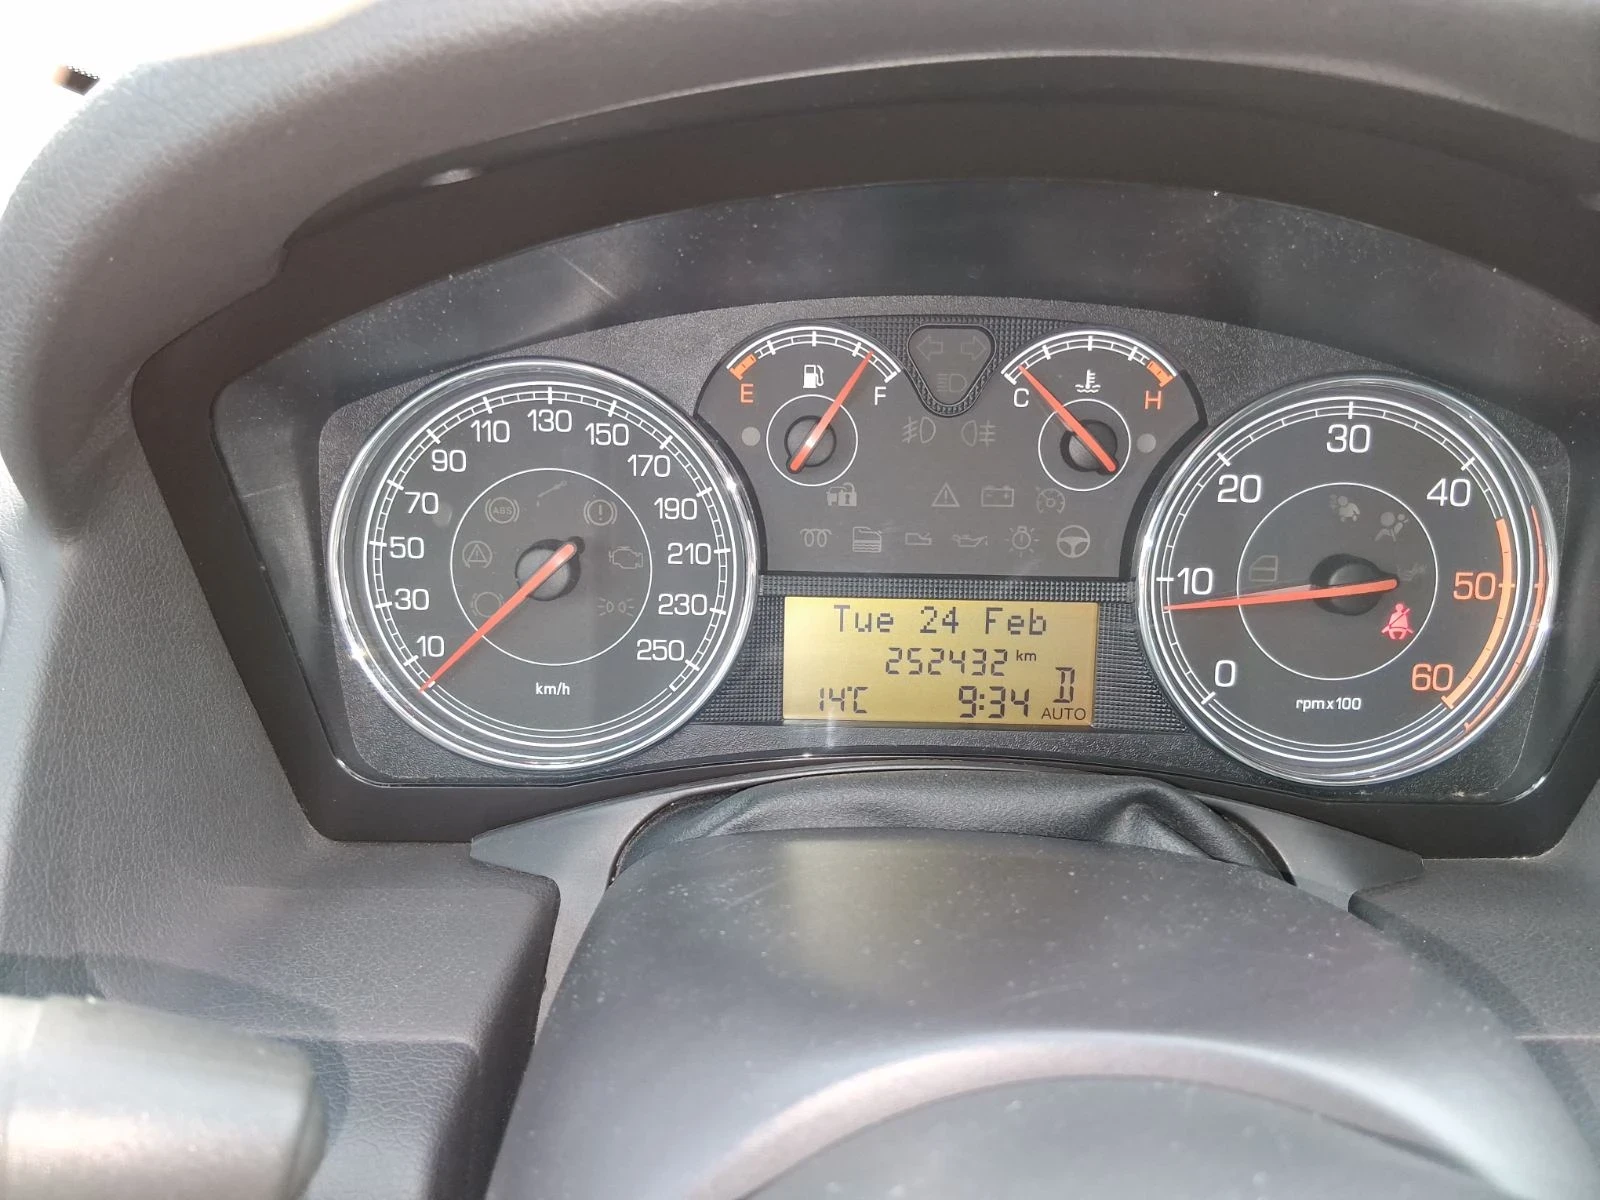 10 30 50 70 90 110 130 150 170 190 210 230 250
km/h
ABS
E F
C H
Tue 24 Feb
252432 km
14°C 9:34 D
AUTO
0 10 20 30 40 50 60
rpm x 100